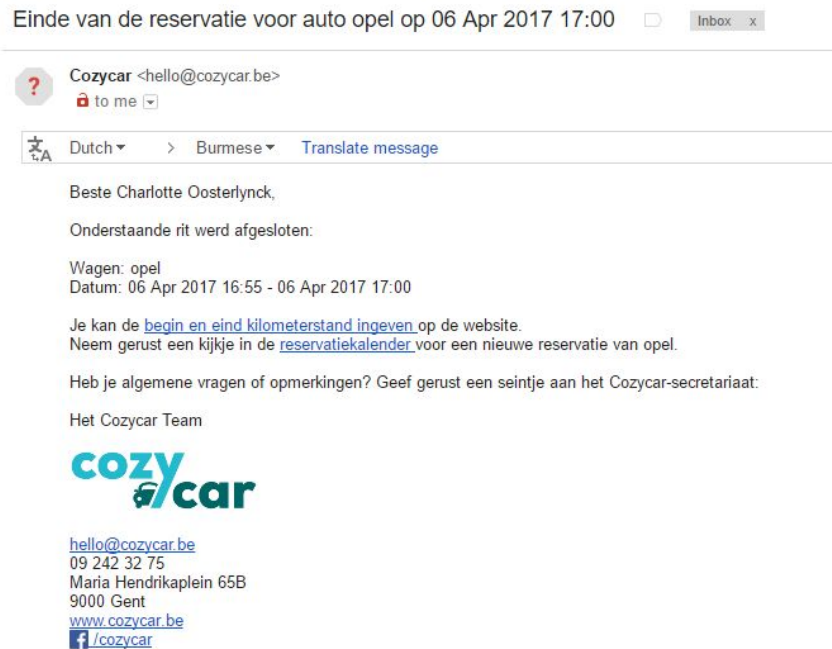 Einde van de reservatie voor auto opel op 06 Apr 2017 17:00 Inbox x
Cozycar <hello@cozycar.be>
to me
Dutch > Burmese Translate message
Beste Charlotte Oosterlynck,
Onderstaande rit werd afgesloten:
Wagen: opel
Datum: 06 Apr 2017 16:55 - 06 Apr 2017 17:00
Je kan de begin en eind kilometerstand ingeven op de website.
Neem gerust een kijkje in de reservatiekalender voor een nieuwe reservatie van opel.
Heb je algemene vragen of opmerkingen? Geef gerust een seintje aan het Cozycar-secretariaat:
Het Cozycar Team
cozy
car
hello@cozycar.be
09 242 32 75
Maria Hendrikaplein 65B
9000 Gent
www.cozycar.be
f /cozycar